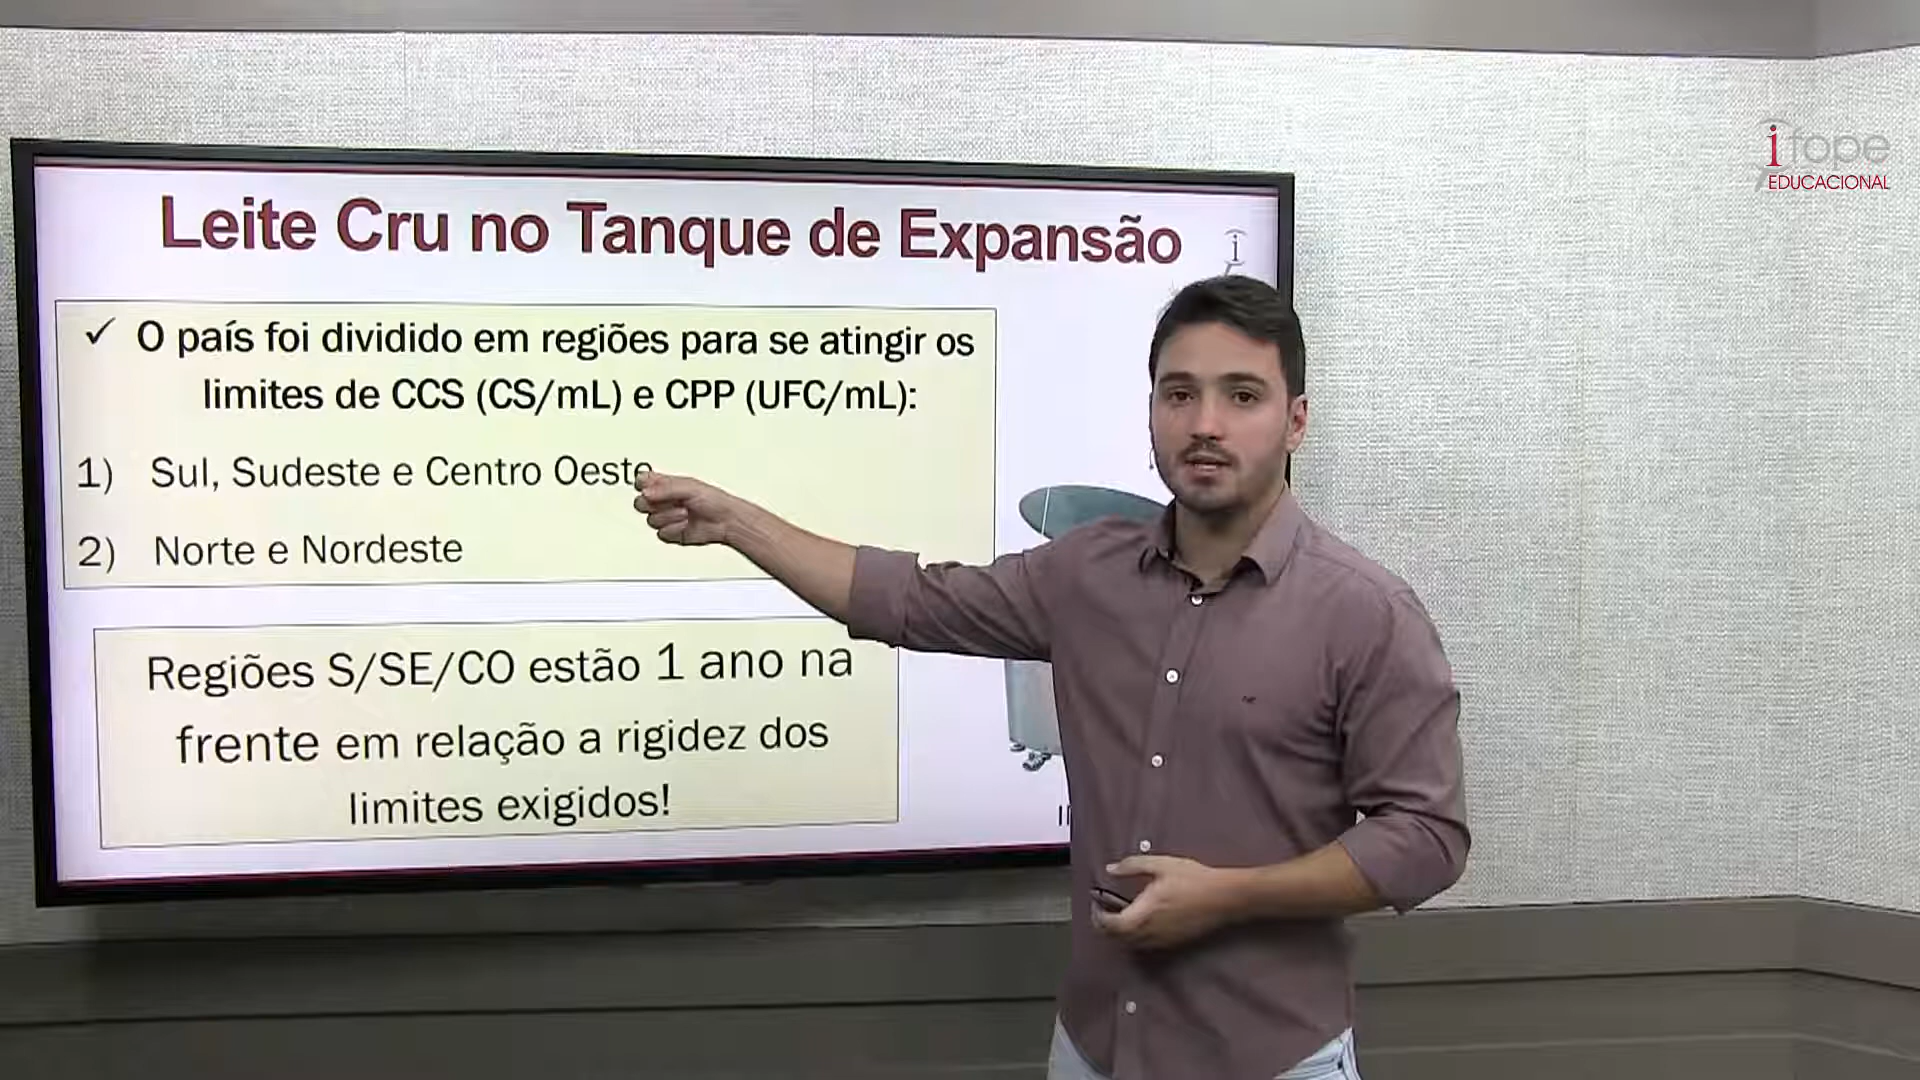 Leite Cru no Tanque de Expansão
✓ O país foi dividido em regiões para se atingir os
limites de CCS (CS/mL) e CPP (UFC/mL):
1) Sul, Sudeste e Centro Oeste
2) Norte e Nordeste
Regiões S/SE/CO estão 1 ano na
frente em relação a rigidez dos
limites exigidos!
ifope
EDUCACIONAL